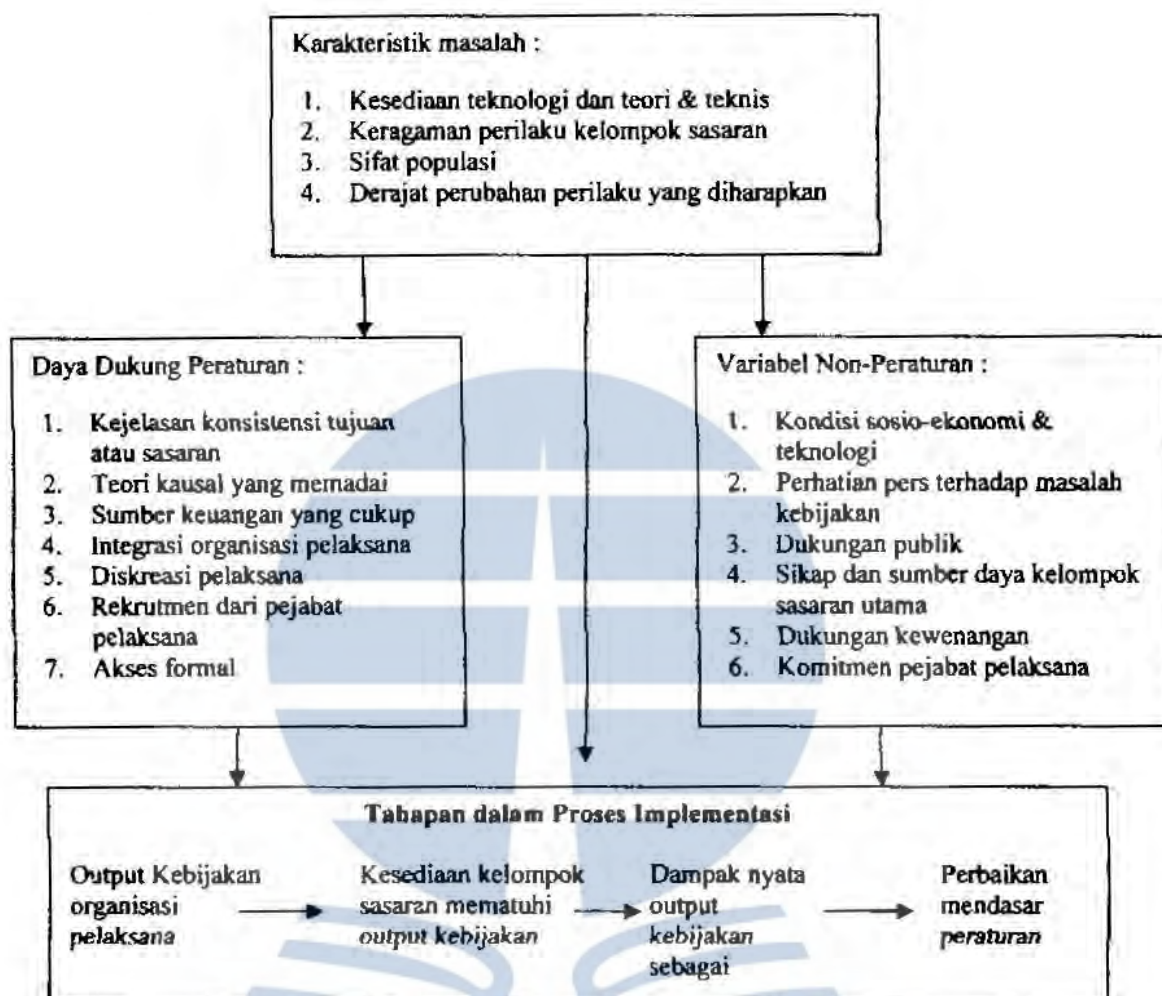 Karakteristik masalah :
1. Kesediaan teknologi dan teori & teknis
2. Keragaman perilaku kelompok sasaran
3. Sifat populasi
4. Derajat perubahan perilaku yang diharapkan
Daya Dukung Peraturan :
1. Kejelasan konsistensi tujuan
atau sasaran
2. Teori kausal yang memadai
3. Sumber keuangan yang cukup
4. Integrasi organisasi pelaksana
5. Diskreasi pelaksana
6. Rekrutmen dari pejabat
pelaksana
7. Akses formal
Variabel Non-Peraturan :
1. Kondisi sosio-ekonomi &
teknologi
2. Perhatian pers terhadap masalah
kebijakan
3. Dukungan publik
4. Sikap dan sumber daya kelompok
sasaran utama
5. Dukungan kewenangan
6. Komitmen pejabat pelaksana
Tahapan dalam Proses Implementasi
Output Kebijakan
organisasi
pelaksana
Kesediaan kelompok
sasaran mematuhi
output kebijakan
Dampak nyata
output
kebijakan
sebagai
Perbaikan
mendasar
peraturan